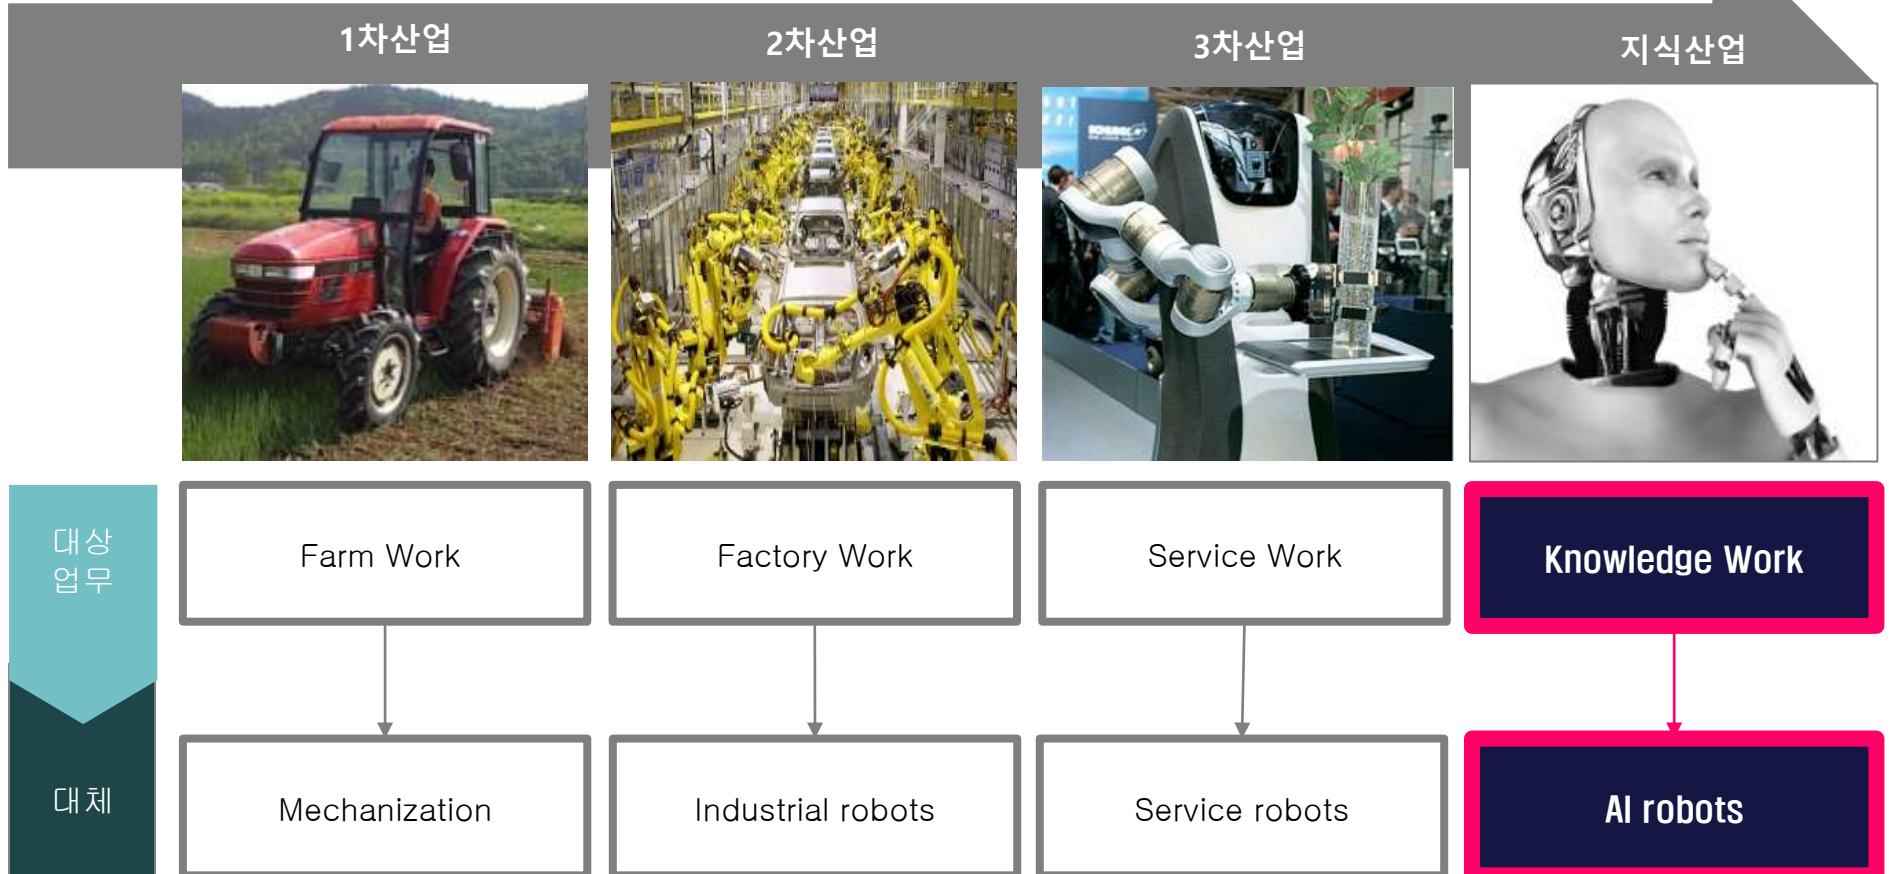 1차산업
2차산업
3차산업
지식산업
SCHUNK
대상
업무
Farm Work
Factory Work
Service Work
Knowledge Work
대체
Mechanization
Industrial robots
Service robots
AI robots